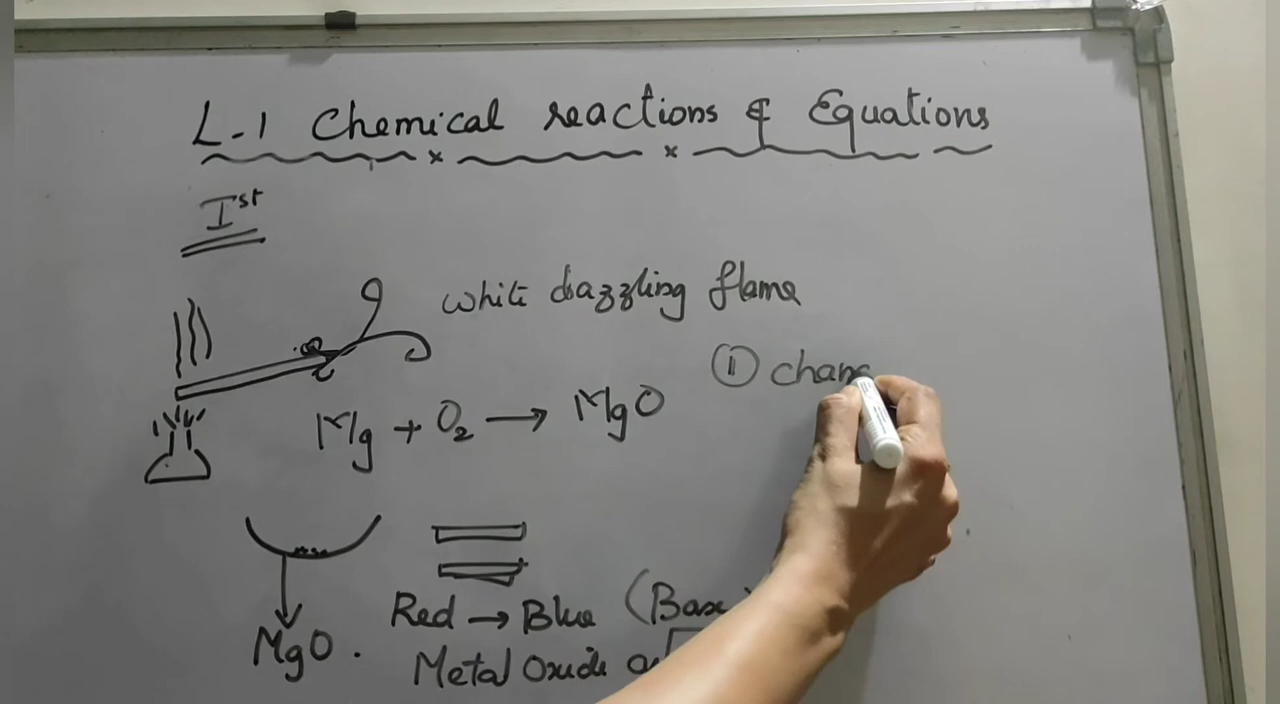 L-1 Chemical reactions & Equations
Ist
white dazzling flame
① chan
Mg + O₂ → MgO
Red → Blue (Base
MgO.
Metal Oxide